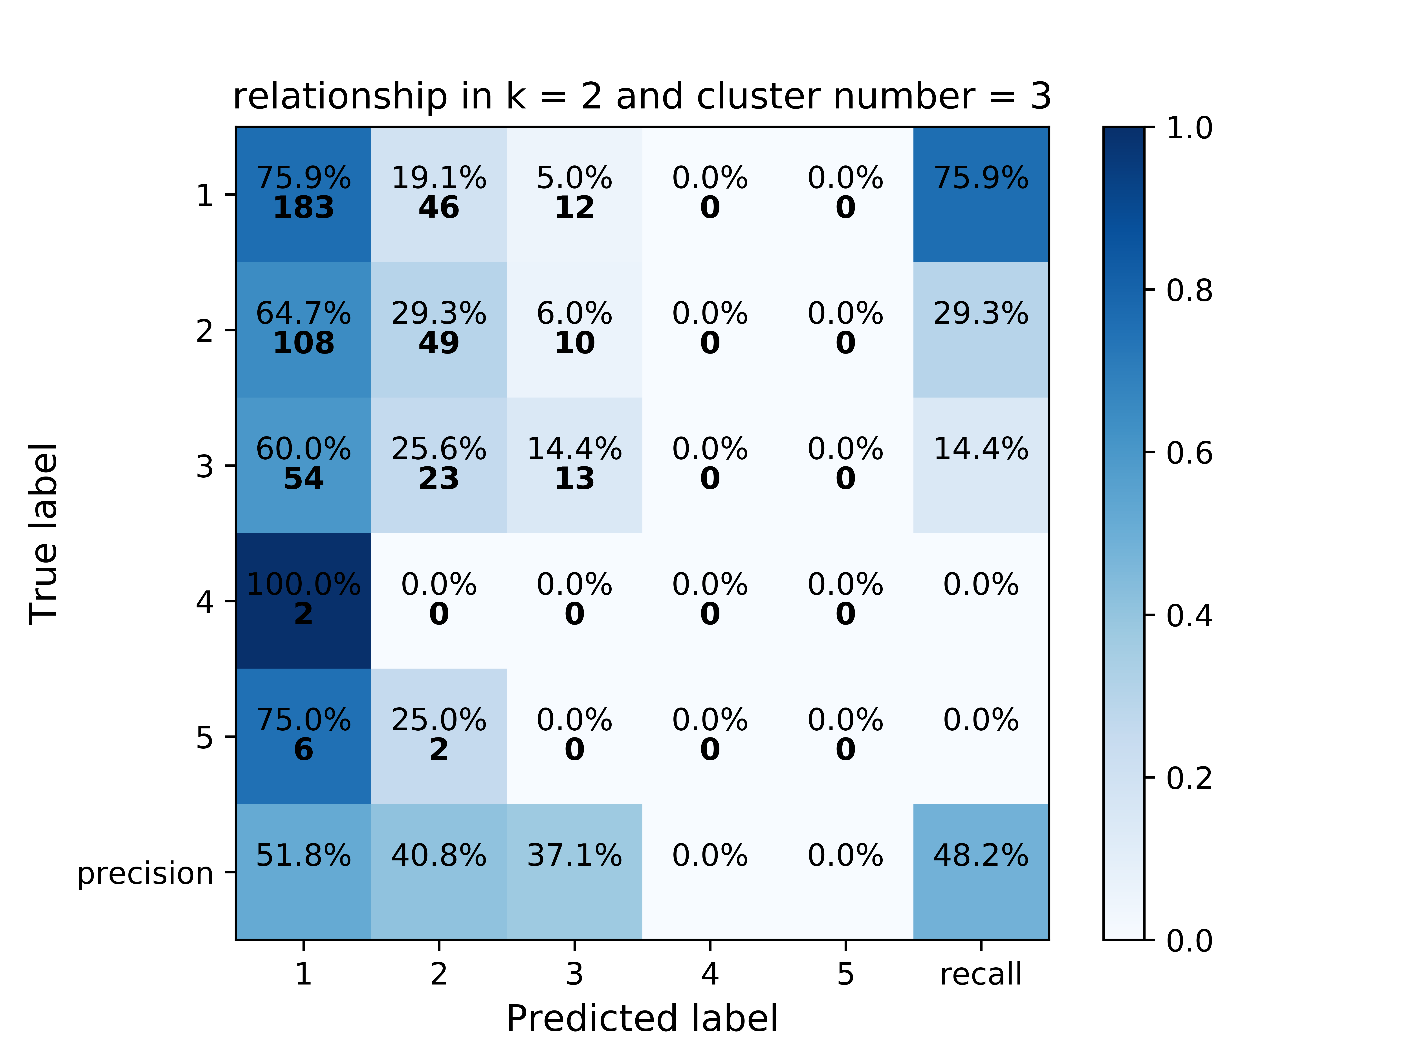 relationship in k = 2 and cluster number = 3
75.9% 19.1% 5.0% 0.0% 0.0% 75.9%
1 183 46 12 0 0
64.7% 29.3% 6.0% 0.0% 0.0% 29.3%
2 108 49 10 0 0
60.0% 25.6% 14.4% 0.0% 0.0% 14.4%
3 54 23 13 0 0
100.0% 0.0% 0.0% 0.0% 0.0% 0.0%
4 2 0 0 0 0
75.0% 25.0% 0.0% 0.0% 0.0% 0.0%
5 6 2 0 0 0
precision 51.8% 40.8% 37.1% 0.0% 0.0% 48.2%
1 2 3 4 5 recall
Predicted label
True label
1.0
0.8
0.6
0.4
0.2
0.0